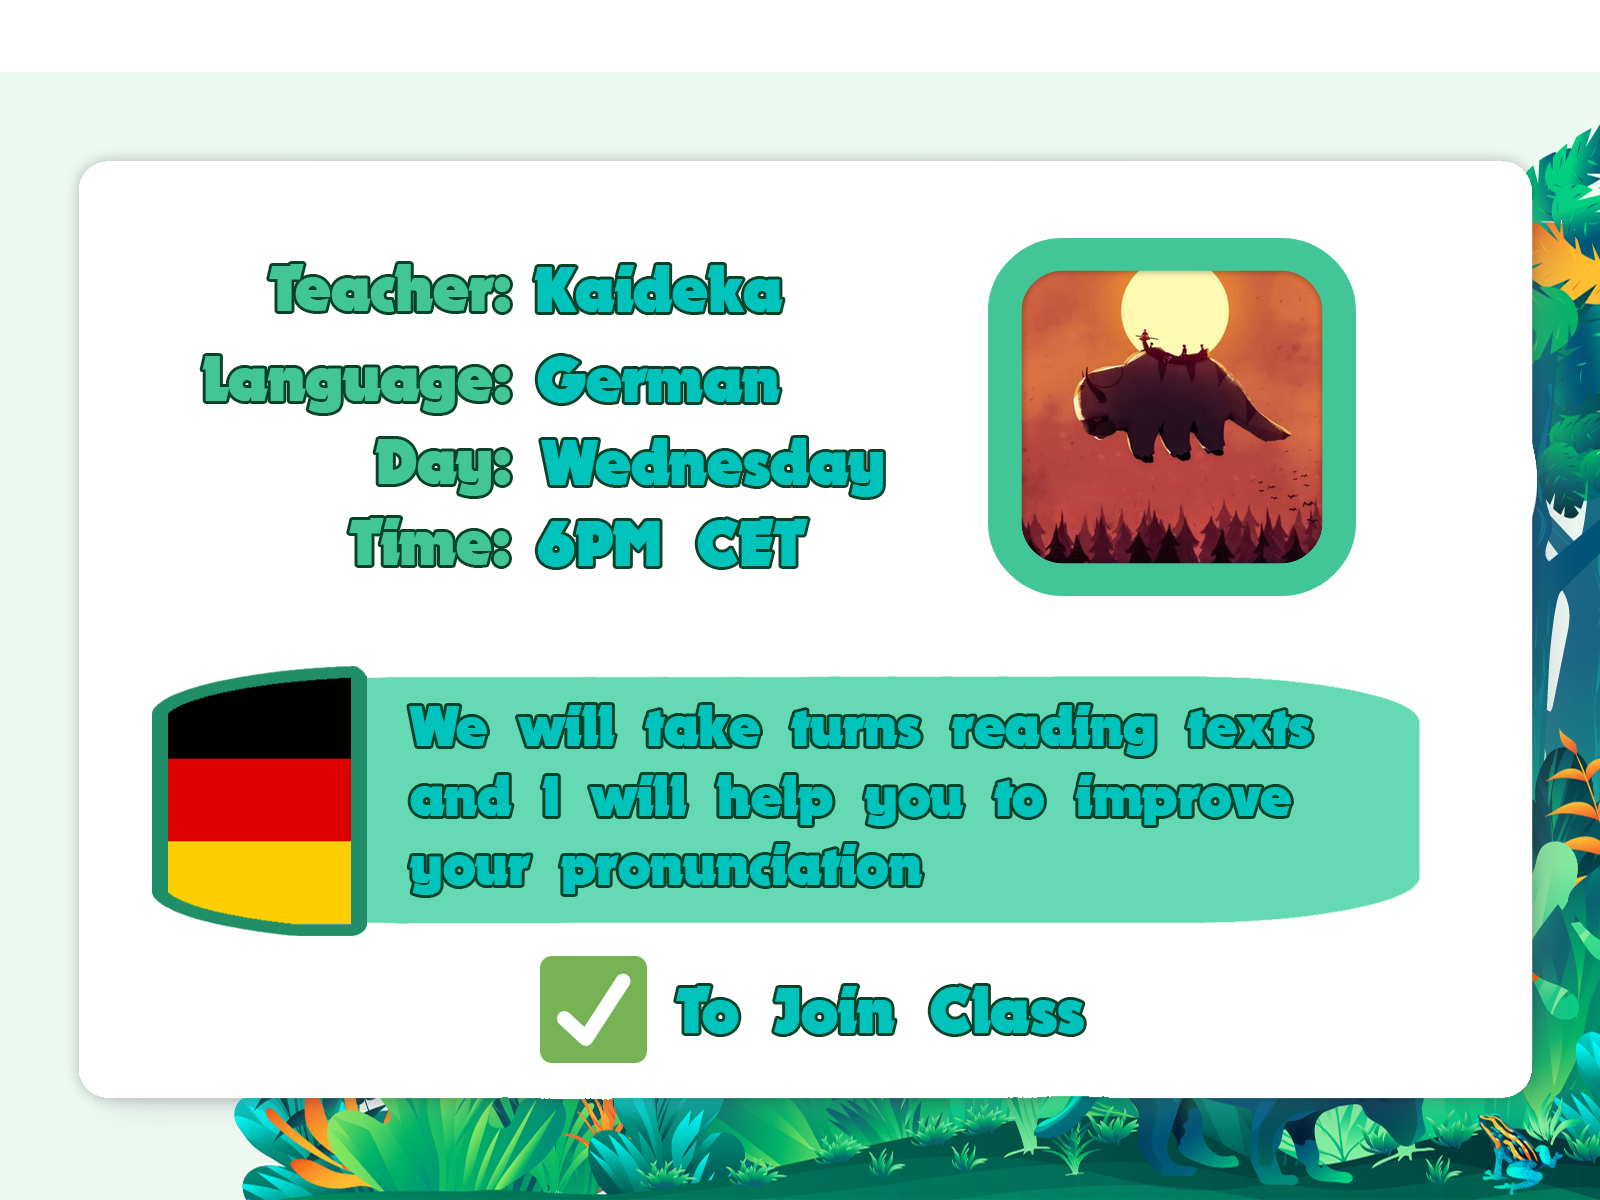 Teacher: Kaideka
Language: German
Day: Wednesday
Time: 6PM CET
We will take turns reading texts
and I will help you to improve
your pronunciation
To Join Class